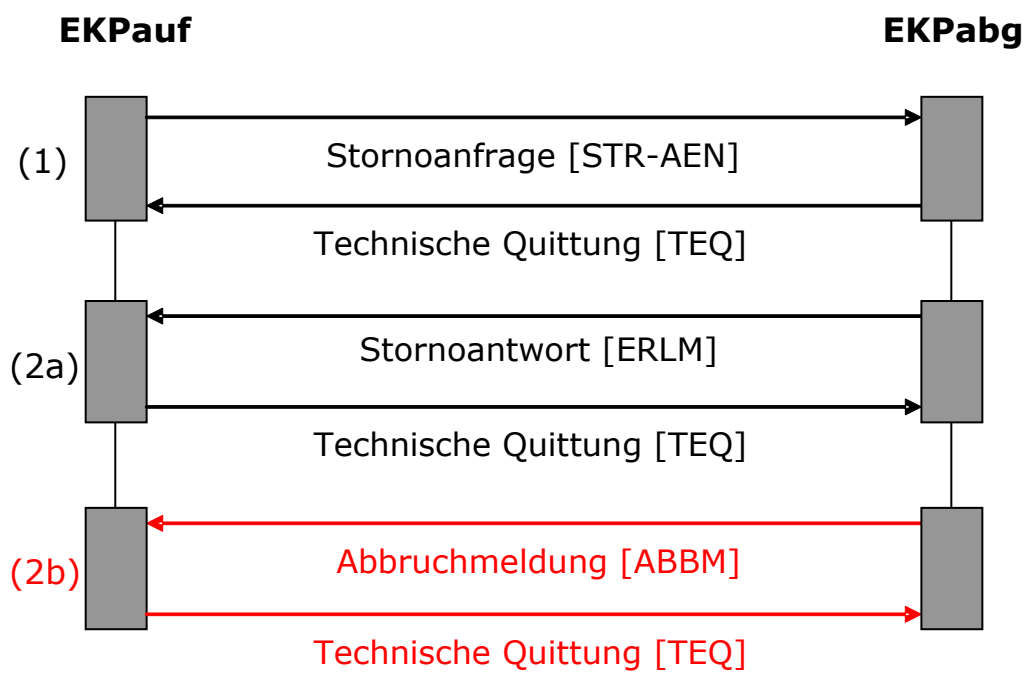 EKPauf EKPabg
(1)
Stornoanfrage [STR-AEN]
Technische Quittung [TEQ]
(2a)
Stornoantwort [ERLM]
Technische Quittung [TEQ]
(2b)
Abbruchmeldung [ABBM]
Technische Quittung [TEQ]